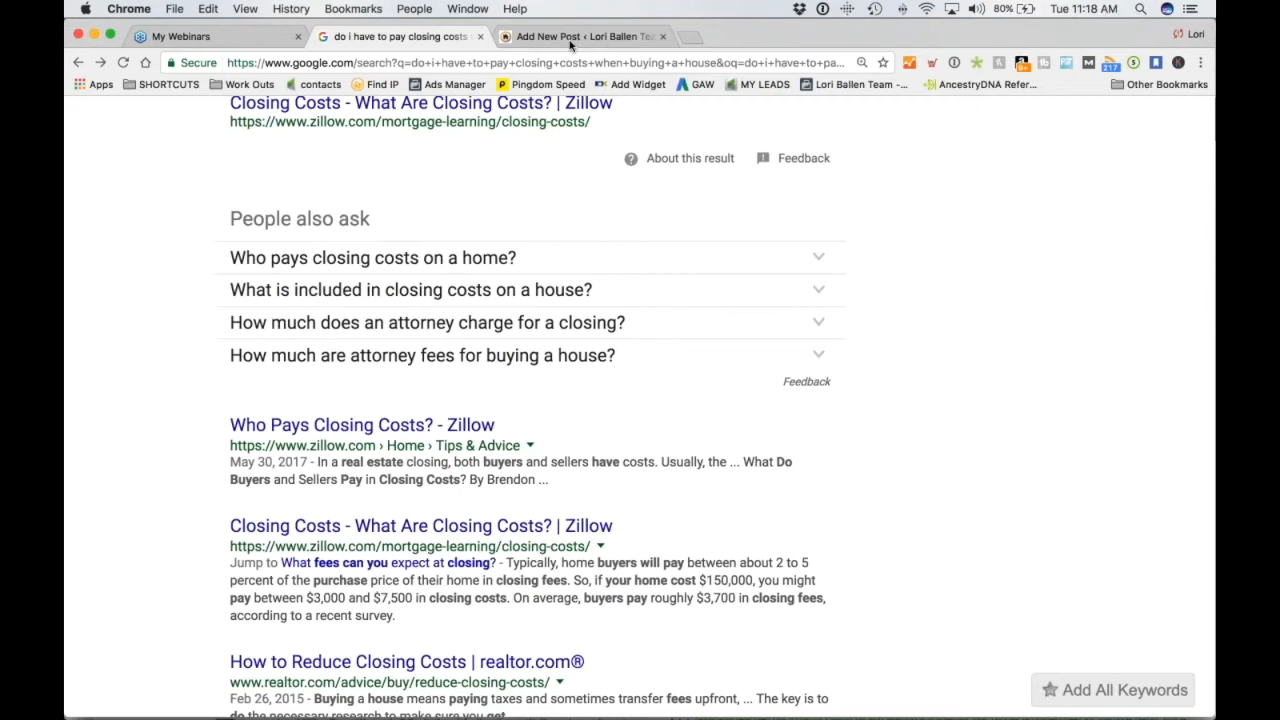 Chrome File Edit View History Bookmarks People Window Help 80% Tue 11:18 AM
My Webinars do i have to pay closing costs Add New Post ‹ Lori Ballen Tea Lori
Secure https://www.google.com/search?q=do+i+have+to+pay+closing+costs+when+buying+a+house&oq=do+i+have+to+pa...
Apps SHORTCUTS Work Outs contacts Find IP Ads Manager Pingdom Speed Add Widget GAW MY LEADS Lori Ballen Team -... AncestryDNA Refer... Other Bookmarks
Closing Costs - What Are Closing Costs? | Zillow
https://www.zillow.com/mortgage-learning/closing-costs/
About this result Feedback
People also ask
Who pays closing costs on a home?
What is included in closing costs on a house?
How much does an attorney charge for a closing?
How much are attorney fees for buying a house?
Feedback
Who Pays Closing Costs? - Zillow
https://www.zillow.com › Home › Tips & Advice
May 30, 2017 - In a real estate closing, both buyers and sellers have costs. Usually, the ... What Do
Buyers and Sellers Pay in Closing Costs? By Brendon ...
Closing Costs - What Are Closing Costs? | Zillow
https://www.zillow.com/mortgage-learning/closing-costs/
Jump to What fees can you expect at closing? - Typically, home buyers will pay between about 2 to 5
percent of the purchase price of their home in closing fees. So, if your home cost $150,000, you might
pay between $3,000 and $7,500 in closing costs. On average, buyers pay roughly $3,700 in closing fees,
according to a recent survey.
How to Reduce Closing Costs | realtor.com®
www.realtor.com/advice/buy/reduce-closing-costs/
Feb 26, 2015 - Buying a house means paying taxes and sometimes transfer fees upfront, ... The key is to
do the necessary research to make sure you get
Add All Keywords